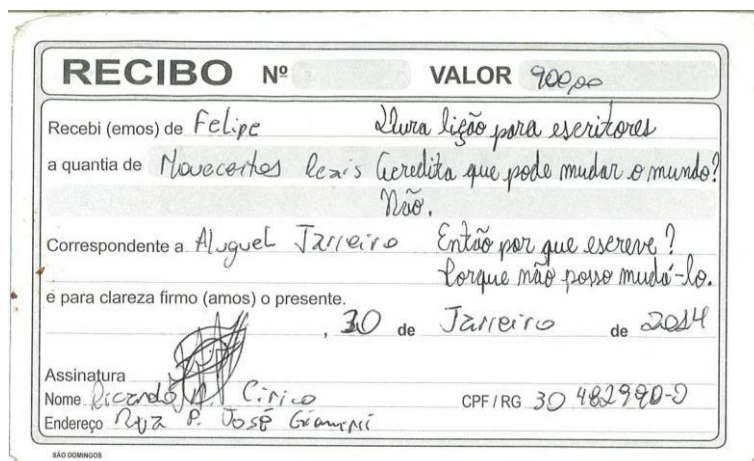 RECIBO Nº VALOR 900,00
Recebi (emos) de Felipe Dura lição para escritores
a quantia de Novecentos Reais Acredita que pode mudar o mundo?
Não.
Correspondente a Aluguel Janeiro Então por que escreve?
Porque não posso mudá-lo.
e para clareza firmo (amos) o presente.
, 30 de Janeiro de 2014
Assinatura
Nome Ricardo Cirico CPF / RG 30 482990-
Endereço Rua P. José
SÃO DOMINGOS